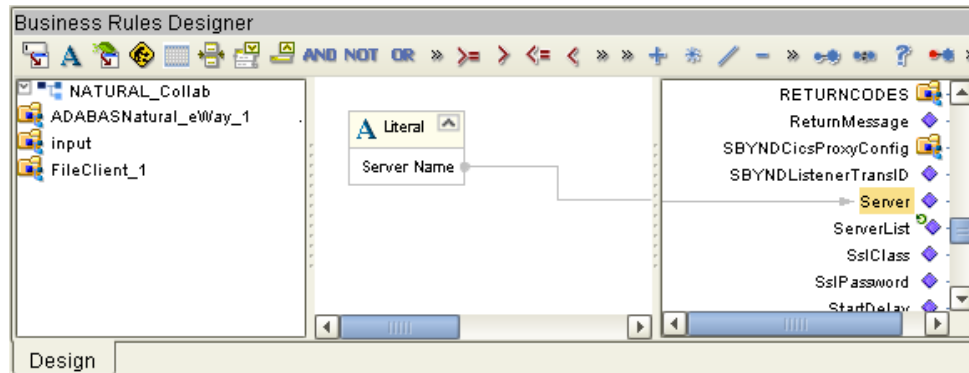 Business Rules Designer
A AND NOT OR » >= > <= < » » + * / - » ? »
NATURAL_Collab
ADABASNatural_eWay_1
input
FileClient_1
A Literal
Server Name
RETURNCODES
ReturnMessage
SBYNDCicsProxyConfig
SBYNDListenerTransID
Server
ServerList
SslClass
SslPassword
StartDelay
Design